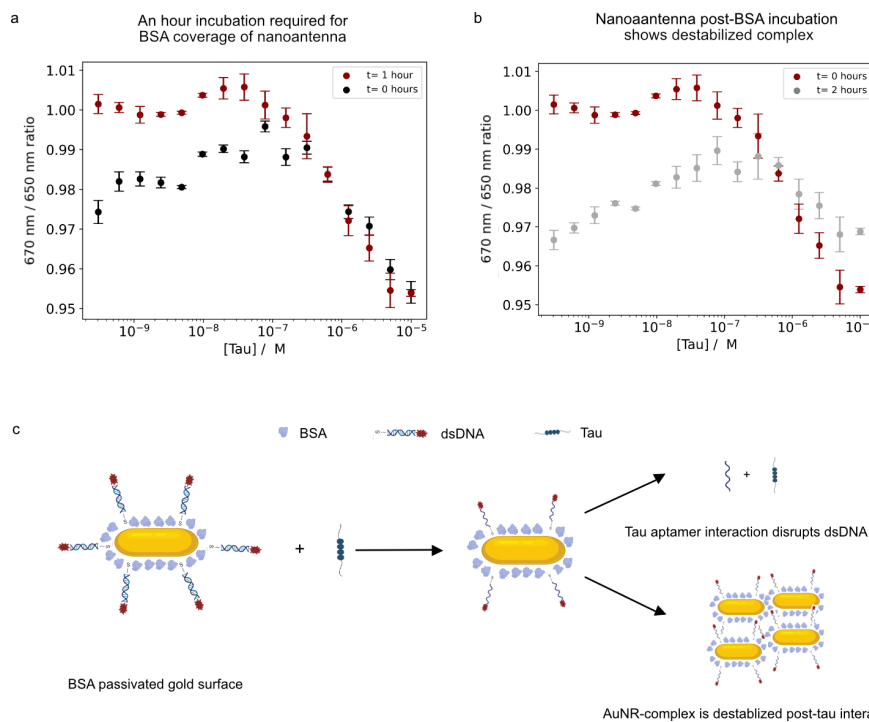 a
An hour incubation required for
BSA coverage of nanoantenna
1.01
1.00
0.99
0.98
0.97
0.96
0.95
670 nm / 650 nm ratio
t= 1 hour
t= 0 hours
10⁻⁹
10⁻⁸
10⁻⁷
10⁻⁶
10⁻⁵
[Tau] / M
b
Nanoaantenna post-BSA incubation
shows destabilized complex
1.01
1.00
0.99
0.98
0.97
0.96
0.95
670 nm / 650 nm ratio
t= 0 hours
t= 2 hours
10⁻⁹
10⁻⁸
10⁻⁷
10⁻⁶
10⁻
[Tau] / M
c
BSA
dsDNA
Tau
S
S
S
S
S
S
+
+
Tau aptamer interaction disrupts dsDNA
BSA passivated gold surface
AuNR-complex is destablized post-tau intera